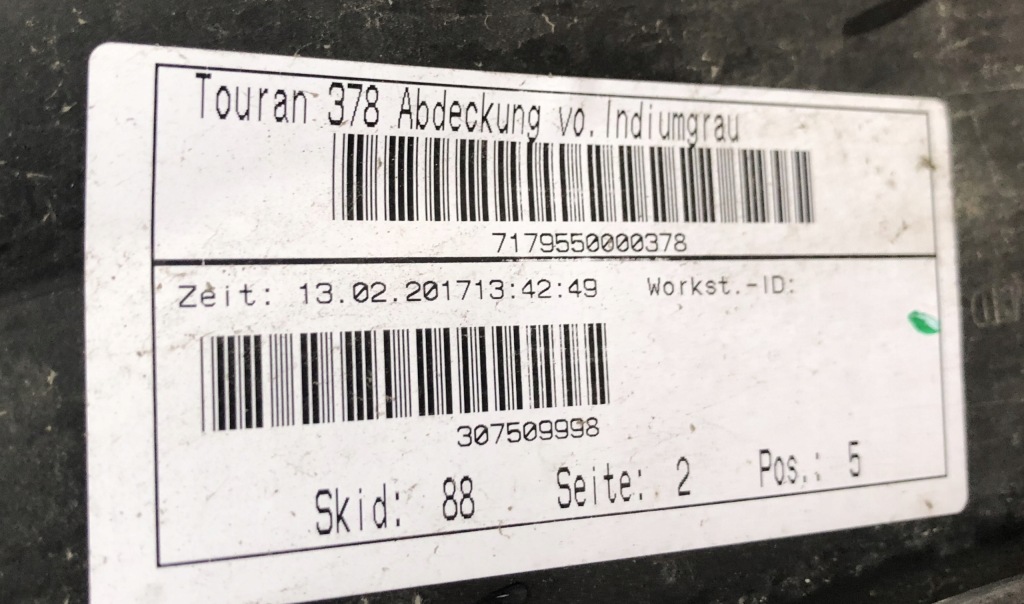 Touran 378 Abdeckung vo.Indiumgrau
7179550000378
Zeit: 13.02.201713:42:49 Workst.-ID:
307509998
Skid: 88 Seite: 2 Pos.: 5